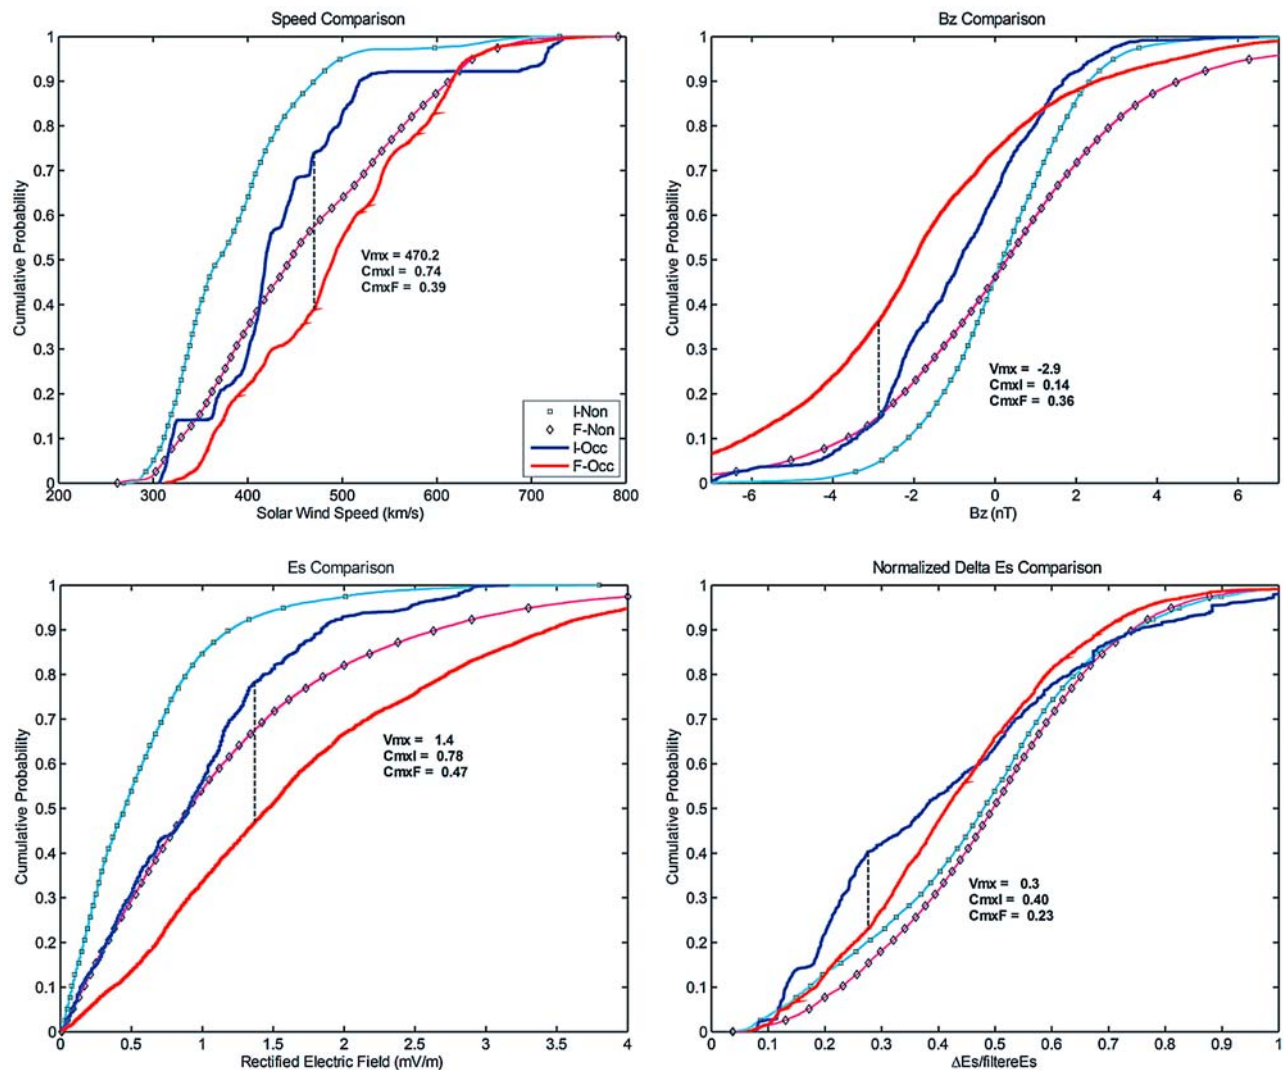 Speed Comparison
1
0.9
0.8
0.7
0.6
0.5
0.4
0.3
0.2
0.1
0
Cumulative Probability
Vmx = 470.2
CmxI = 0.74
CmxF = 0.39
I-Non
F-Non
I-Occ
F-Occ
200 300 400 500 600 700 800
Solar Wind Speed (km/s)
Bz Comparison
1
0.9
0.8
0.7
0.6
0.5
0.4
0.3
0.2
0.1
0
Cumulative Probability
Vmx = -2.9
CmxI = 0.14
CmxF = 0.36
-6 -4 -2 0 2 4 6
Bz (nT)
Es Comparison
1
0.9
0.8
0.7
0.6
0.5
0.4
0.3
0.2
0.1
0
Cumulative Probability
Vmx = 1.4
CmxI = 0.78
CmxF = 0.47
0 0.5 1 1.5 2 2.5 3 3.5 4
Rectified Electric Field (mV/m)
Normalized Delta Es Comparison
1
0.9
0.8
0.7
0.6
0.5
0.4
0.3
0.2
0.1
0
Cumulative Probability
Vmx = 0.3
CmxI = 0.40
CmxF = 0.23
0 0.1 0.2 0.3 0.4 0.5 0.6 0.7 0.8 0.9 1
ΔEs/filtereEs